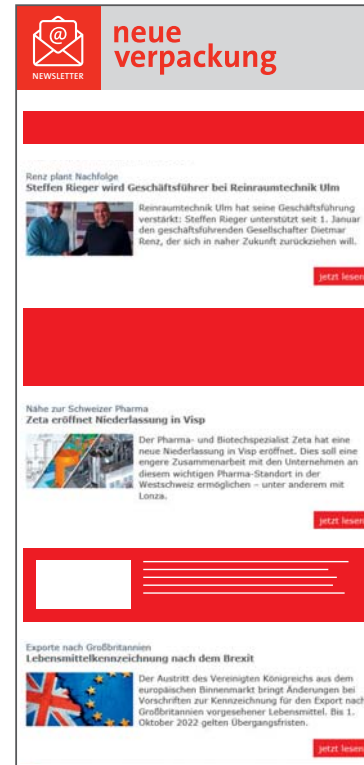 @
NEWSLETTER
neue
verpackung
Renz plant Nachfolge
Steffen Rieger wird Geschäftsführer bei Reinraumtechnik Ulm
Reinraumtechnik Ulm hat seine Geschäftsführung
verstärkt: Steffen Rieger unterstützt seit 1. Januar
den geschäftsführenden Gesellschafter Dietmar
Renz, der sich in naher Zukunft zurückziehen will.
jetzt lesen
Nähe zur Schweizer Pharma
Zeta eröffnet Niederlassung in Visp
Der Pharma- und Biotechspezialist Zeta hat eine
neue Niederlassung in Visp eröffnet. Dies soll eine
engere Zusammenarbeit mit den Unternehmen an
diesem wichtigen Pharma-Standort in der
Westschweiz ermöglichen – unter anderem mit
Lonza.
jetzt lesen
Exporte nach Großbritannien
Lebensmittelkennzeichnung nach dem Brexit
Der Austritt des Vereinigten Königreichs aus dem
europäischen Binnenmarkt bringt Änderungen bei
Vorschriften zur Kennzeichnung für den Export nach
Großbritannien vorgesehener Lebensmittel. Bis 1.
Oktober 2022 gelten Übergangsfristen.
jetzt lesen